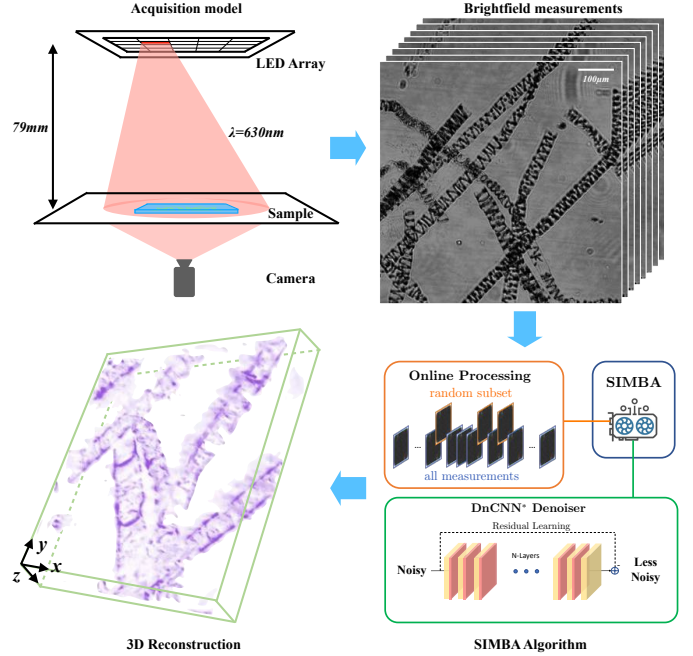 Acquisition model
LED Array
79mm
λ=630nm
Sample
Camera
Brightfield measurements
100μm
Online Processing
random subset
...
...
all measurements
SIMBA
DnCNN* Denoiser
Residual Learning
Noisy
N-Layers
Less
Noisy
y
x
z
3D Reconstruction
SIMBA Algorithm